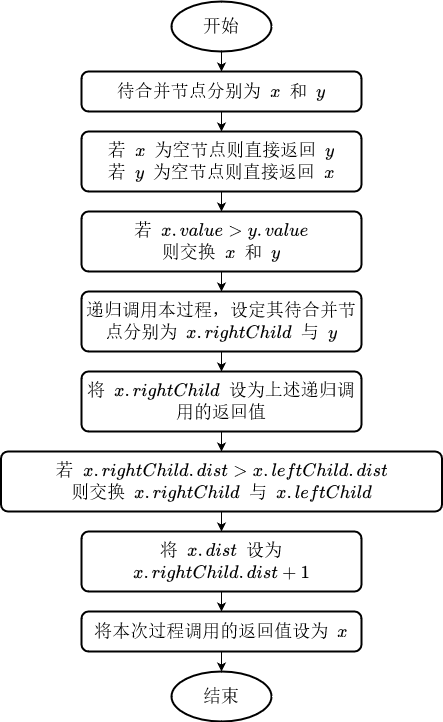 开始
待合并节点分别为 x 和 y
若 x 为空节点则直接返回 y
若 y 为空节点则直接返回 x
若 x.value > y.value
则交换 x 和 y
递归调用本过程，设定其待合并节
点分别为 x.rightChild 与 y
将 x.rightChild 设为上述递归调
用的返回值
若 x.rightChild.dist > x.leftChild.dist
则交换 x.rightChild 与 x.leftChild
将 x.dist 设为
x.rightChild.dist + 1
将本次过程调用的返回值设为 x
结束